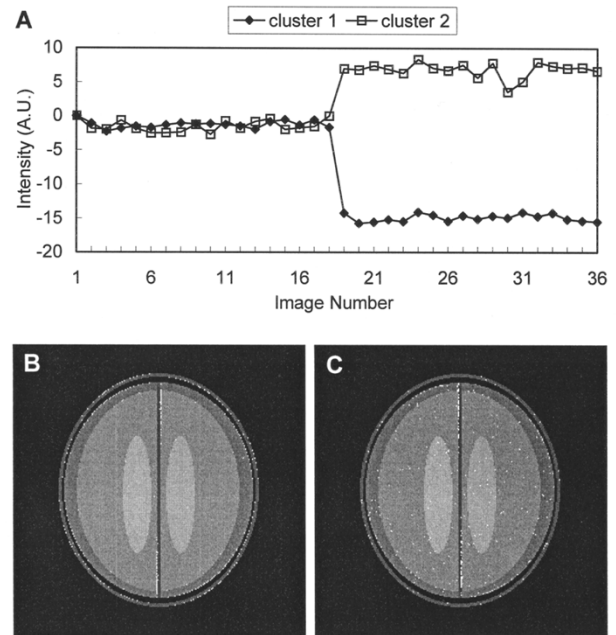 A
cluster 1 cluster 2
10
5
0
-5
-10
-15
-20
Intensity (A.U.)
1 6 11 16 21 26 31 36
Image Number
B
C